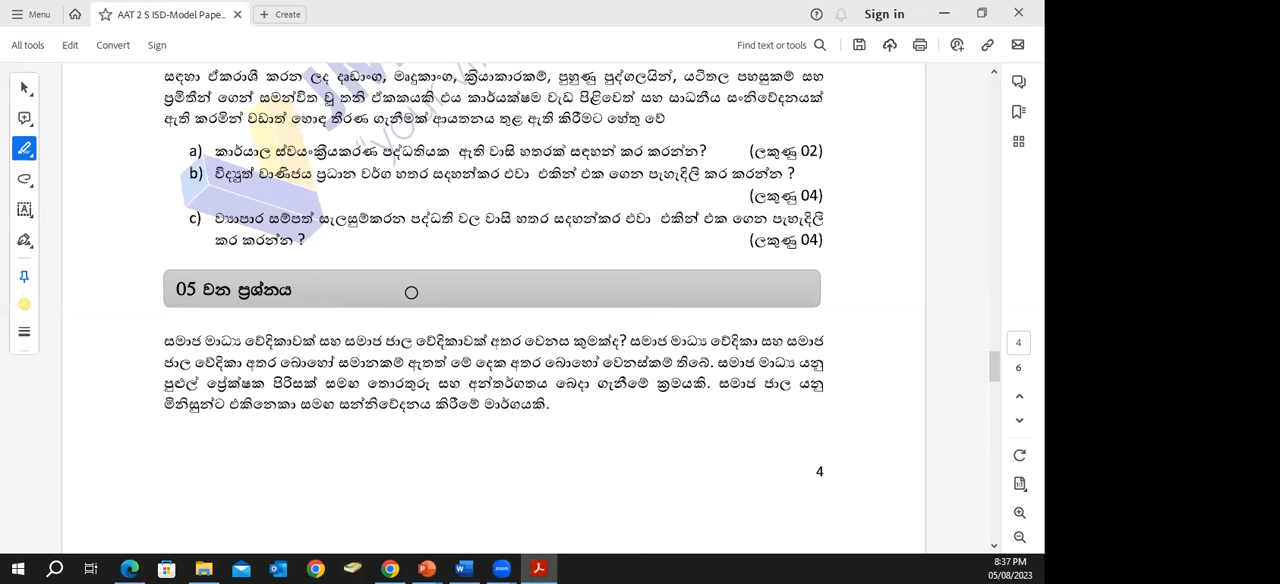 Menu
AAT 2 S ISD-Model Pape...
Create
Sign in
All tools
Edit
Convert
Sign
Find text or tools
සඳහා ඒකරාශී කරන ලද දෘඩාංග, මෘදුකාංග, ක්‍රියාකාරකම්, පුහුණු පුද්ගලයින්, යටිතල පහසුකම් සහ
ප්‍රමිතීන් ගෙන් සමන්විත වූ තනි ඒකකයකි එය කාර්යක්ෂම වැඩ පිළිවෙත් සහ සාධනීය සංනිවේදනයක්
ඇති කරමින් වඩාත් හොඳ තීරණ ගැනීමක් ආයතනය තුළ ඇති කිරීමට හේතු වේ
a) කාර්යාල ස්වයංක්‍රීයකරණ පද්ධතියක ඇති වාසි හතරක් සඳහන් කර කරන්න? (ලකුණු 02)
b) විද්‍යුත් වාණිජය ප්‍රධාන වර්ග හතර සදහන්කර එවා එකින් එක ගෙන පැහැදිලි කර කරන්න ?
(ලකුණු 04)
c) ව්‍යාපාර සම්පත් සැලසුම්කරන පද්ධති වල වාසි හතර සදහන්කර එවා එකින් එක ගෙන පැහැදිලි
කර කරන්න ? (ලකුණු 04)
05 වන ප්‍රශ්නය
සමාජ මාධ්‍ය වේදිකාවක් සහ සමාජ ජාල වේදිකාවක් අතර වෙනස කුමක්ද? සමාජ මාධ්‍ය වේදිකා සහ සමාජ
ජාල වේදිකා අතර බොහෝ සමානකම් ඇතත් මේ දෙක අතර බොහෝ වෙනස්කම් තිබේ. සමාජ මාධ්‍ය යනු
පුළුල් ප්‍රේක්ෂක පිරිසක් සමඟ තොරතුරු සහ අන්තර්ගතය බෙදා ගැනීමේ ක්‍රමයකි. සමාජ ජාල යනු
මිනිසුන්ට එකිනෙකා සමඟ සන්නිවේදනය කිරීමේ මාර්ගයකි.
4
4
6
8:37 PM
05/08/2023